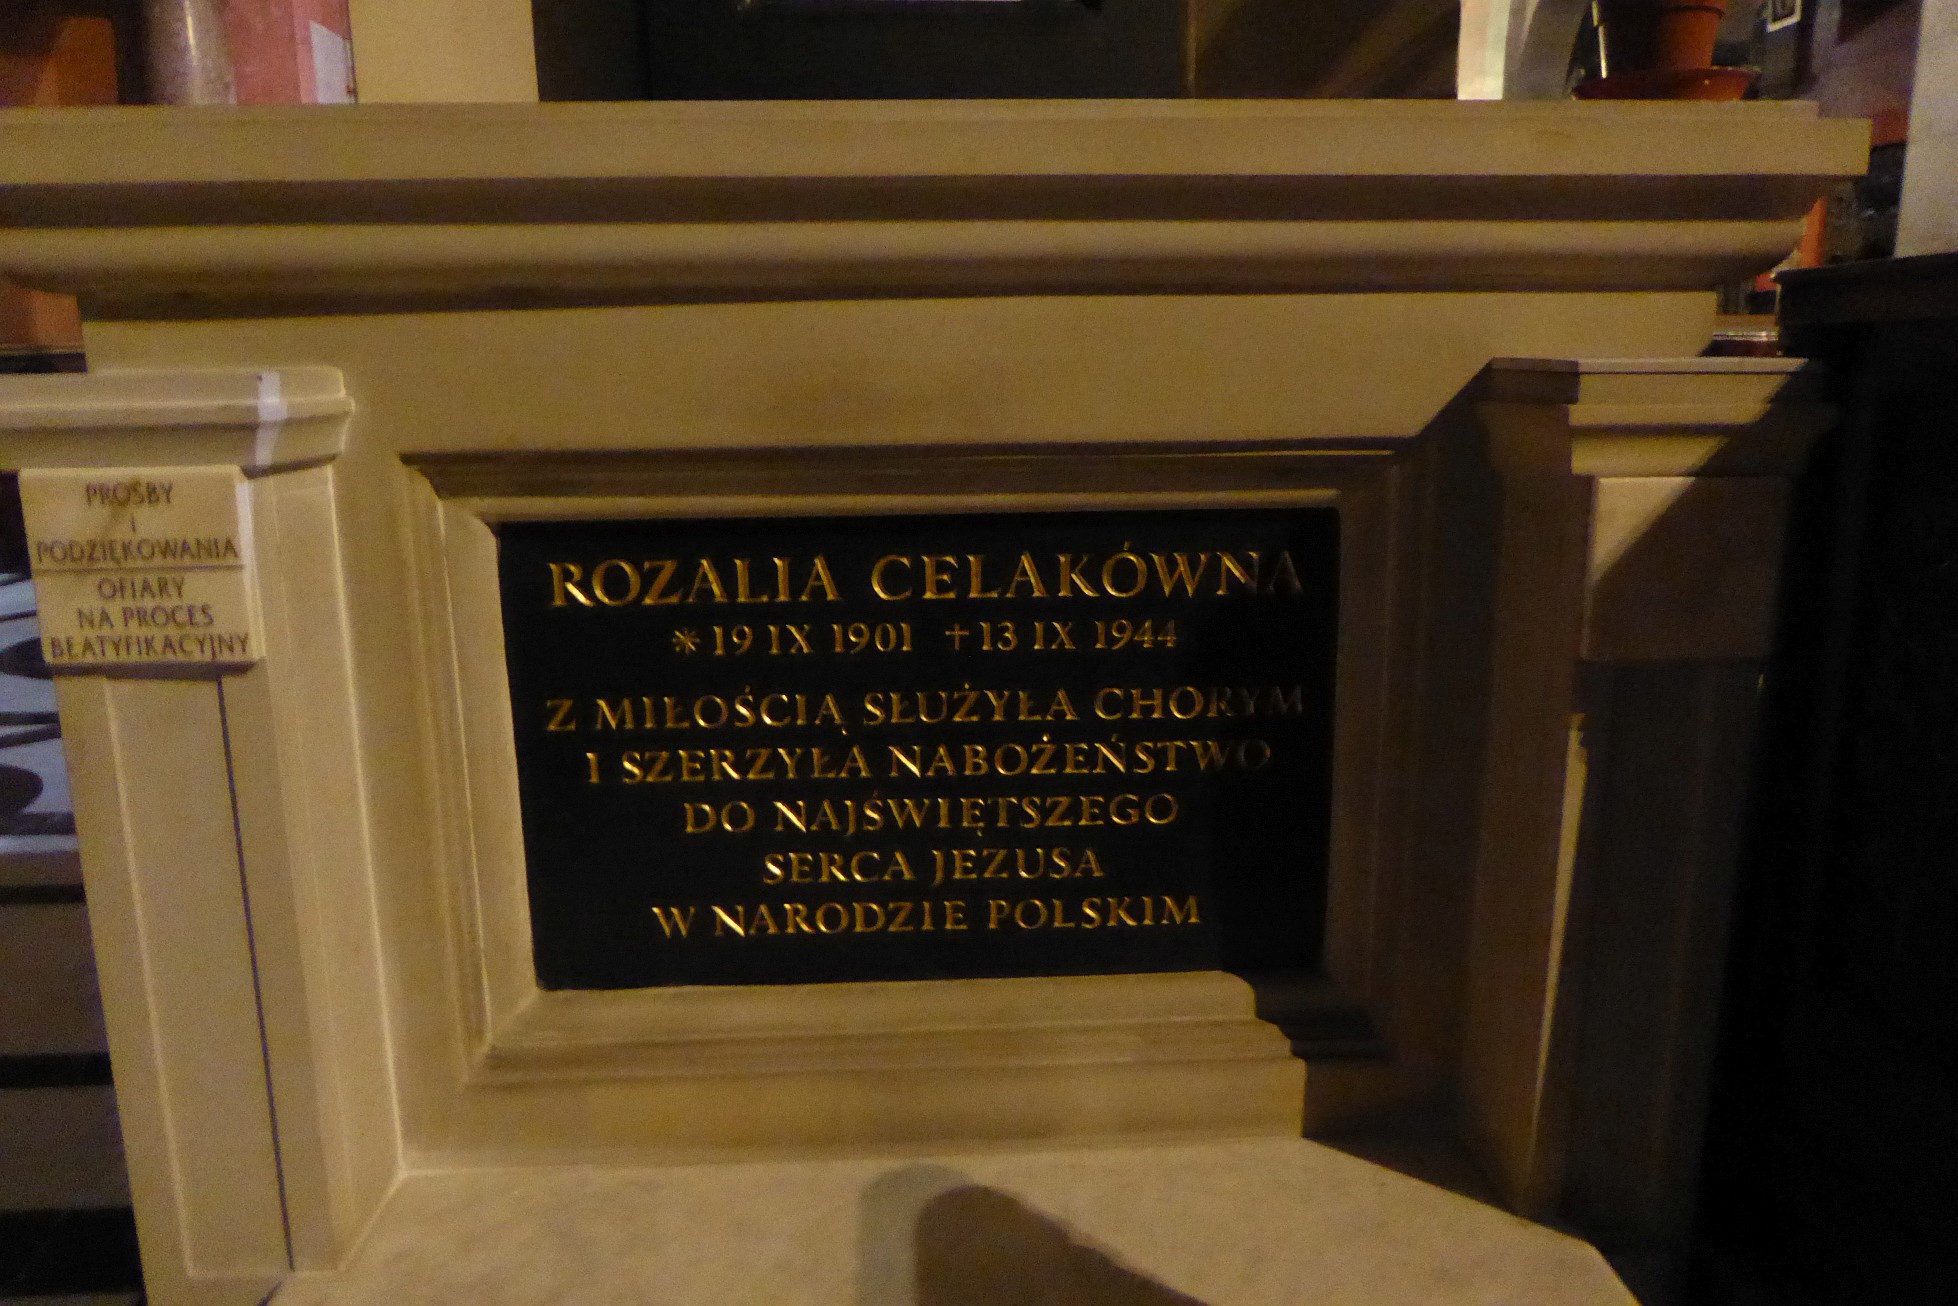 PROŚBY
I
PODZIĘKOWANIA
OFIARY
NA PROCES
BEATYFIKACYJNY
ROZALIA CELAKÓWNA
* 19 IX 1901 † 13 IX 1944
Z MIŁOŚCIĄ SŁUŻYŁA CHORYM
I SZERZYŁA NABOŻEŃSTWO
DO NAJŚWIĘTSZEGO
SERCA JEZUSA
W NARODZIE POLSKIM